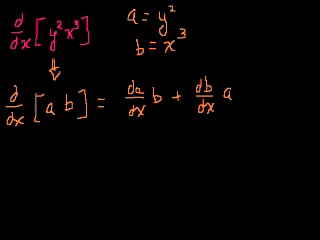 d/dx [y²x³]
a = y²
b = x³
d/dx [a b] = da/dx b + db/dx a